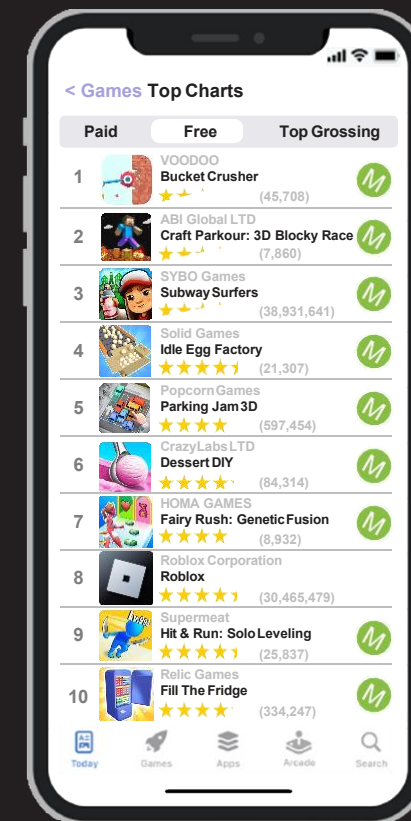 < Games Top Charts
Paid Free Top Grossing
VOODOO
1 Bucket Crusher
(45,708)
M
ABI Global LTD
2 Craft Parkour: 3D Blocky Race
(7,860)
M
SYBO Games
3 Subway Surfers
(38,931,641)
M
Solid Games
4 Idle Egg Factory
(21,307)
M
Popcorn Games
5 Parking Jam 3D
(597,454)
M
CrazyLabs LTD
6 Dessert DIY
(84,314)
M
HOMA GAMES
7 Fairy Rush: Genetic Fusion
(8,932)
M
Roblox Corporation
8 Roblox
(30,465,479)
Supermeat
9 Hit & Run: Solo Leveling
(25,837)
M
Relic Games
10 Fill The Fridge
(334,247)
M
Today Games Apps Arcade Search